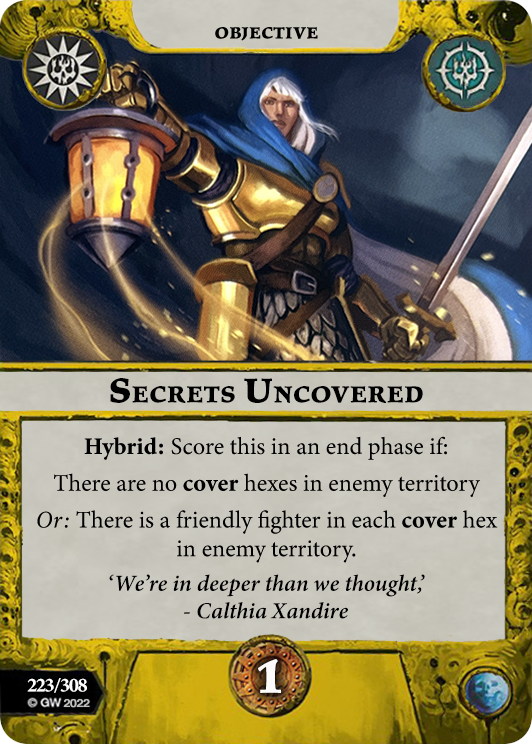 OBJECTIVE
SECRETS UNCOVERED
Hybrid: Score this in an end phase if:
There are no cover hexes in enemy territory
Or: There is a friendly fighter in each cover hex
in enemy territory.
‘We’re in deeper than we thought,’
- Calthia Xandire
1
223/308
© GW 2022